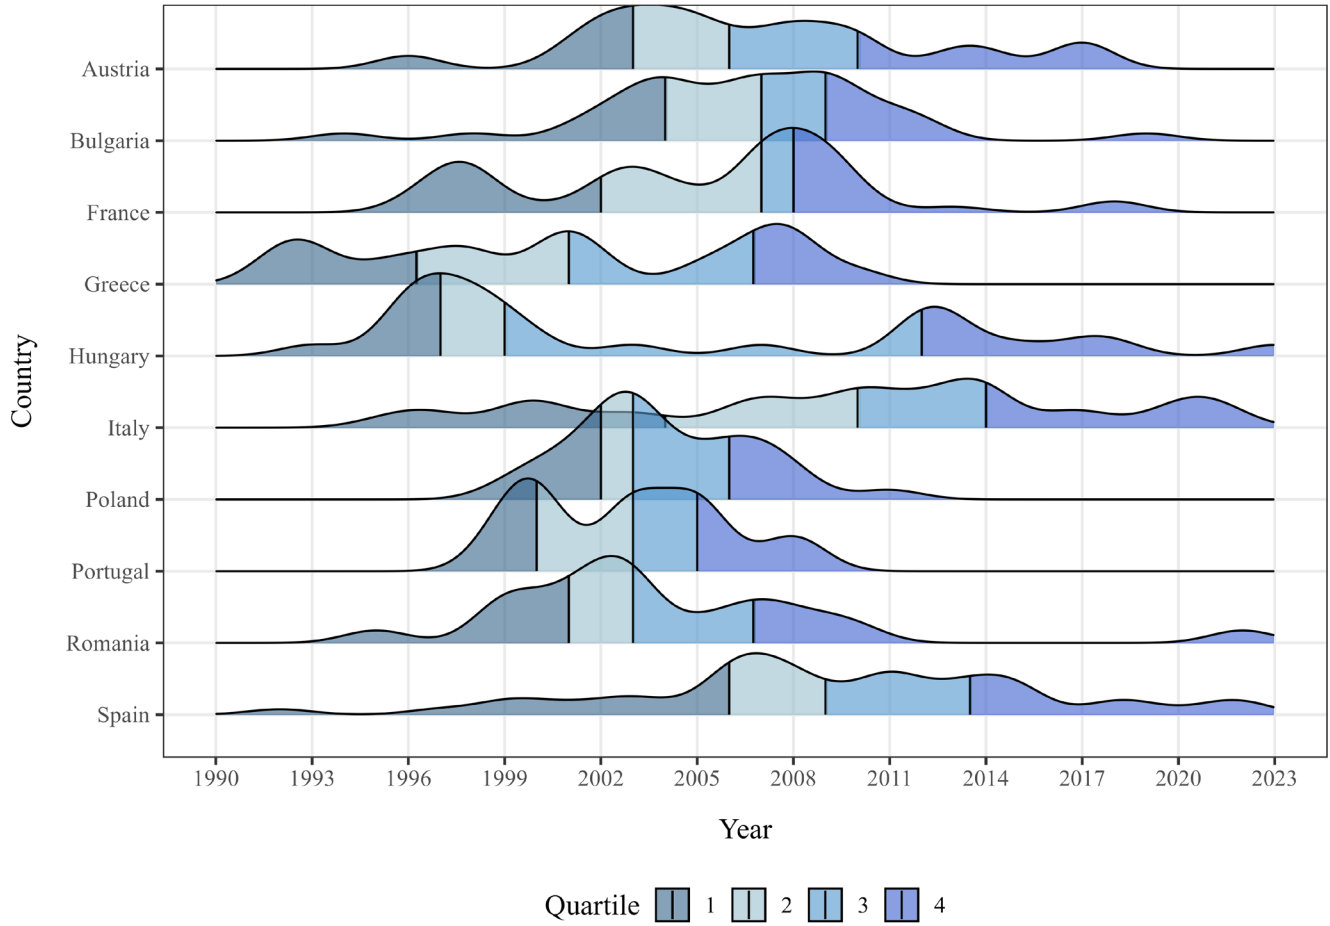 Country
Austria
Bulgaria
France
Greece
Hungary
Italy
Poland
Portugal
Romania
Spain
1990 1993 1996 1999 2002 2005 2008 2011 2014 2017 2020 2023
Year
Quartile 1 2 3 4